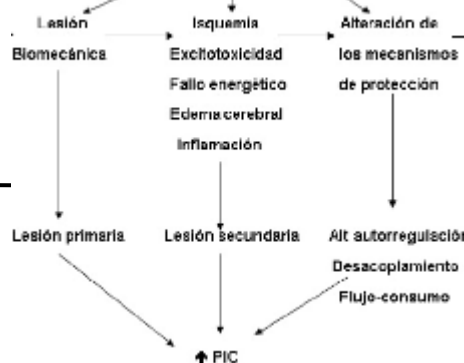 Lesión
Biomecánica
Isquemia
Excitotoxicidad
Fallo energético
Edema cerebral
Inflamación
Alteración de
los mecanismos
de protección
Lesión primaria
Lesión secundaria
Alt autorregulación
Desacoplamiento
Flujo-consumo
↑ PIC